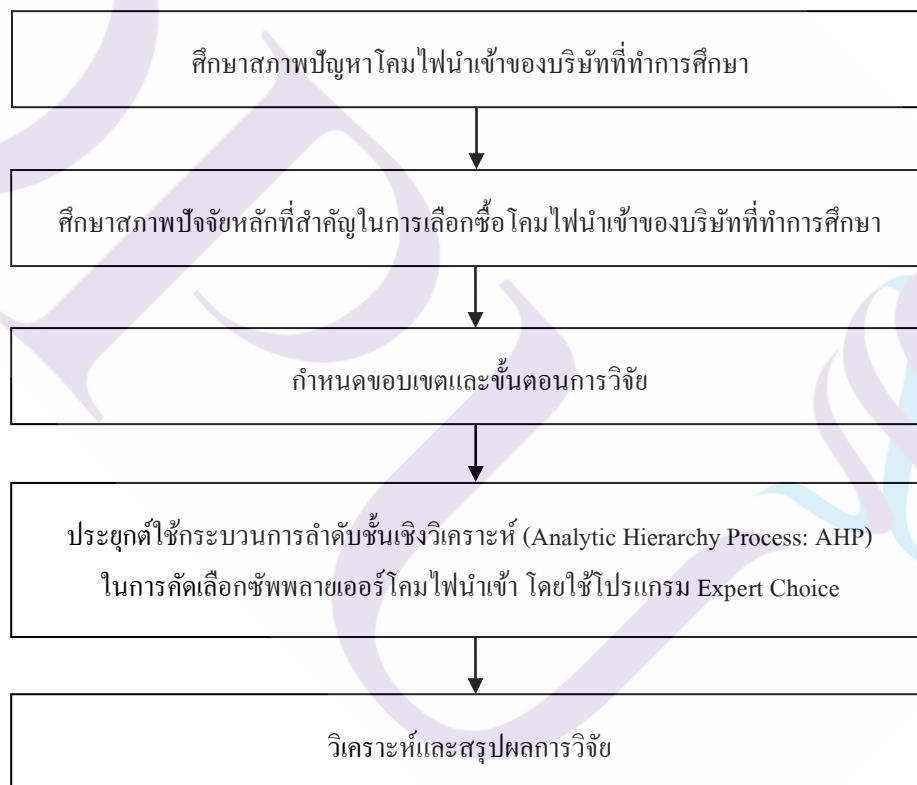 ศึกษาสภาพปัญหาโคมไฟนำเข้าของบริษัทที่ทำการศึกษา
ศึกษาสภาพปัจจัยหลักที่สำคัญในการเลือกซื้อโคมไฟนำเข้าของบริษัทที่ทำการศึกษา
กำหนดขอบเขตและขั้นตอนการวิจัย
ประยุกต์ใช้กระบวนการลำดับชั้นเชิงวิเคราะห์ (Analytic Hierarchy Process: AHP)
ในการคัดเลือกซัพพลายเออร์โคมไฟนำเข้า โดยใช้โปรแกรม Expert Choice
วิเคราะห์และสรุปผลการวิจัย